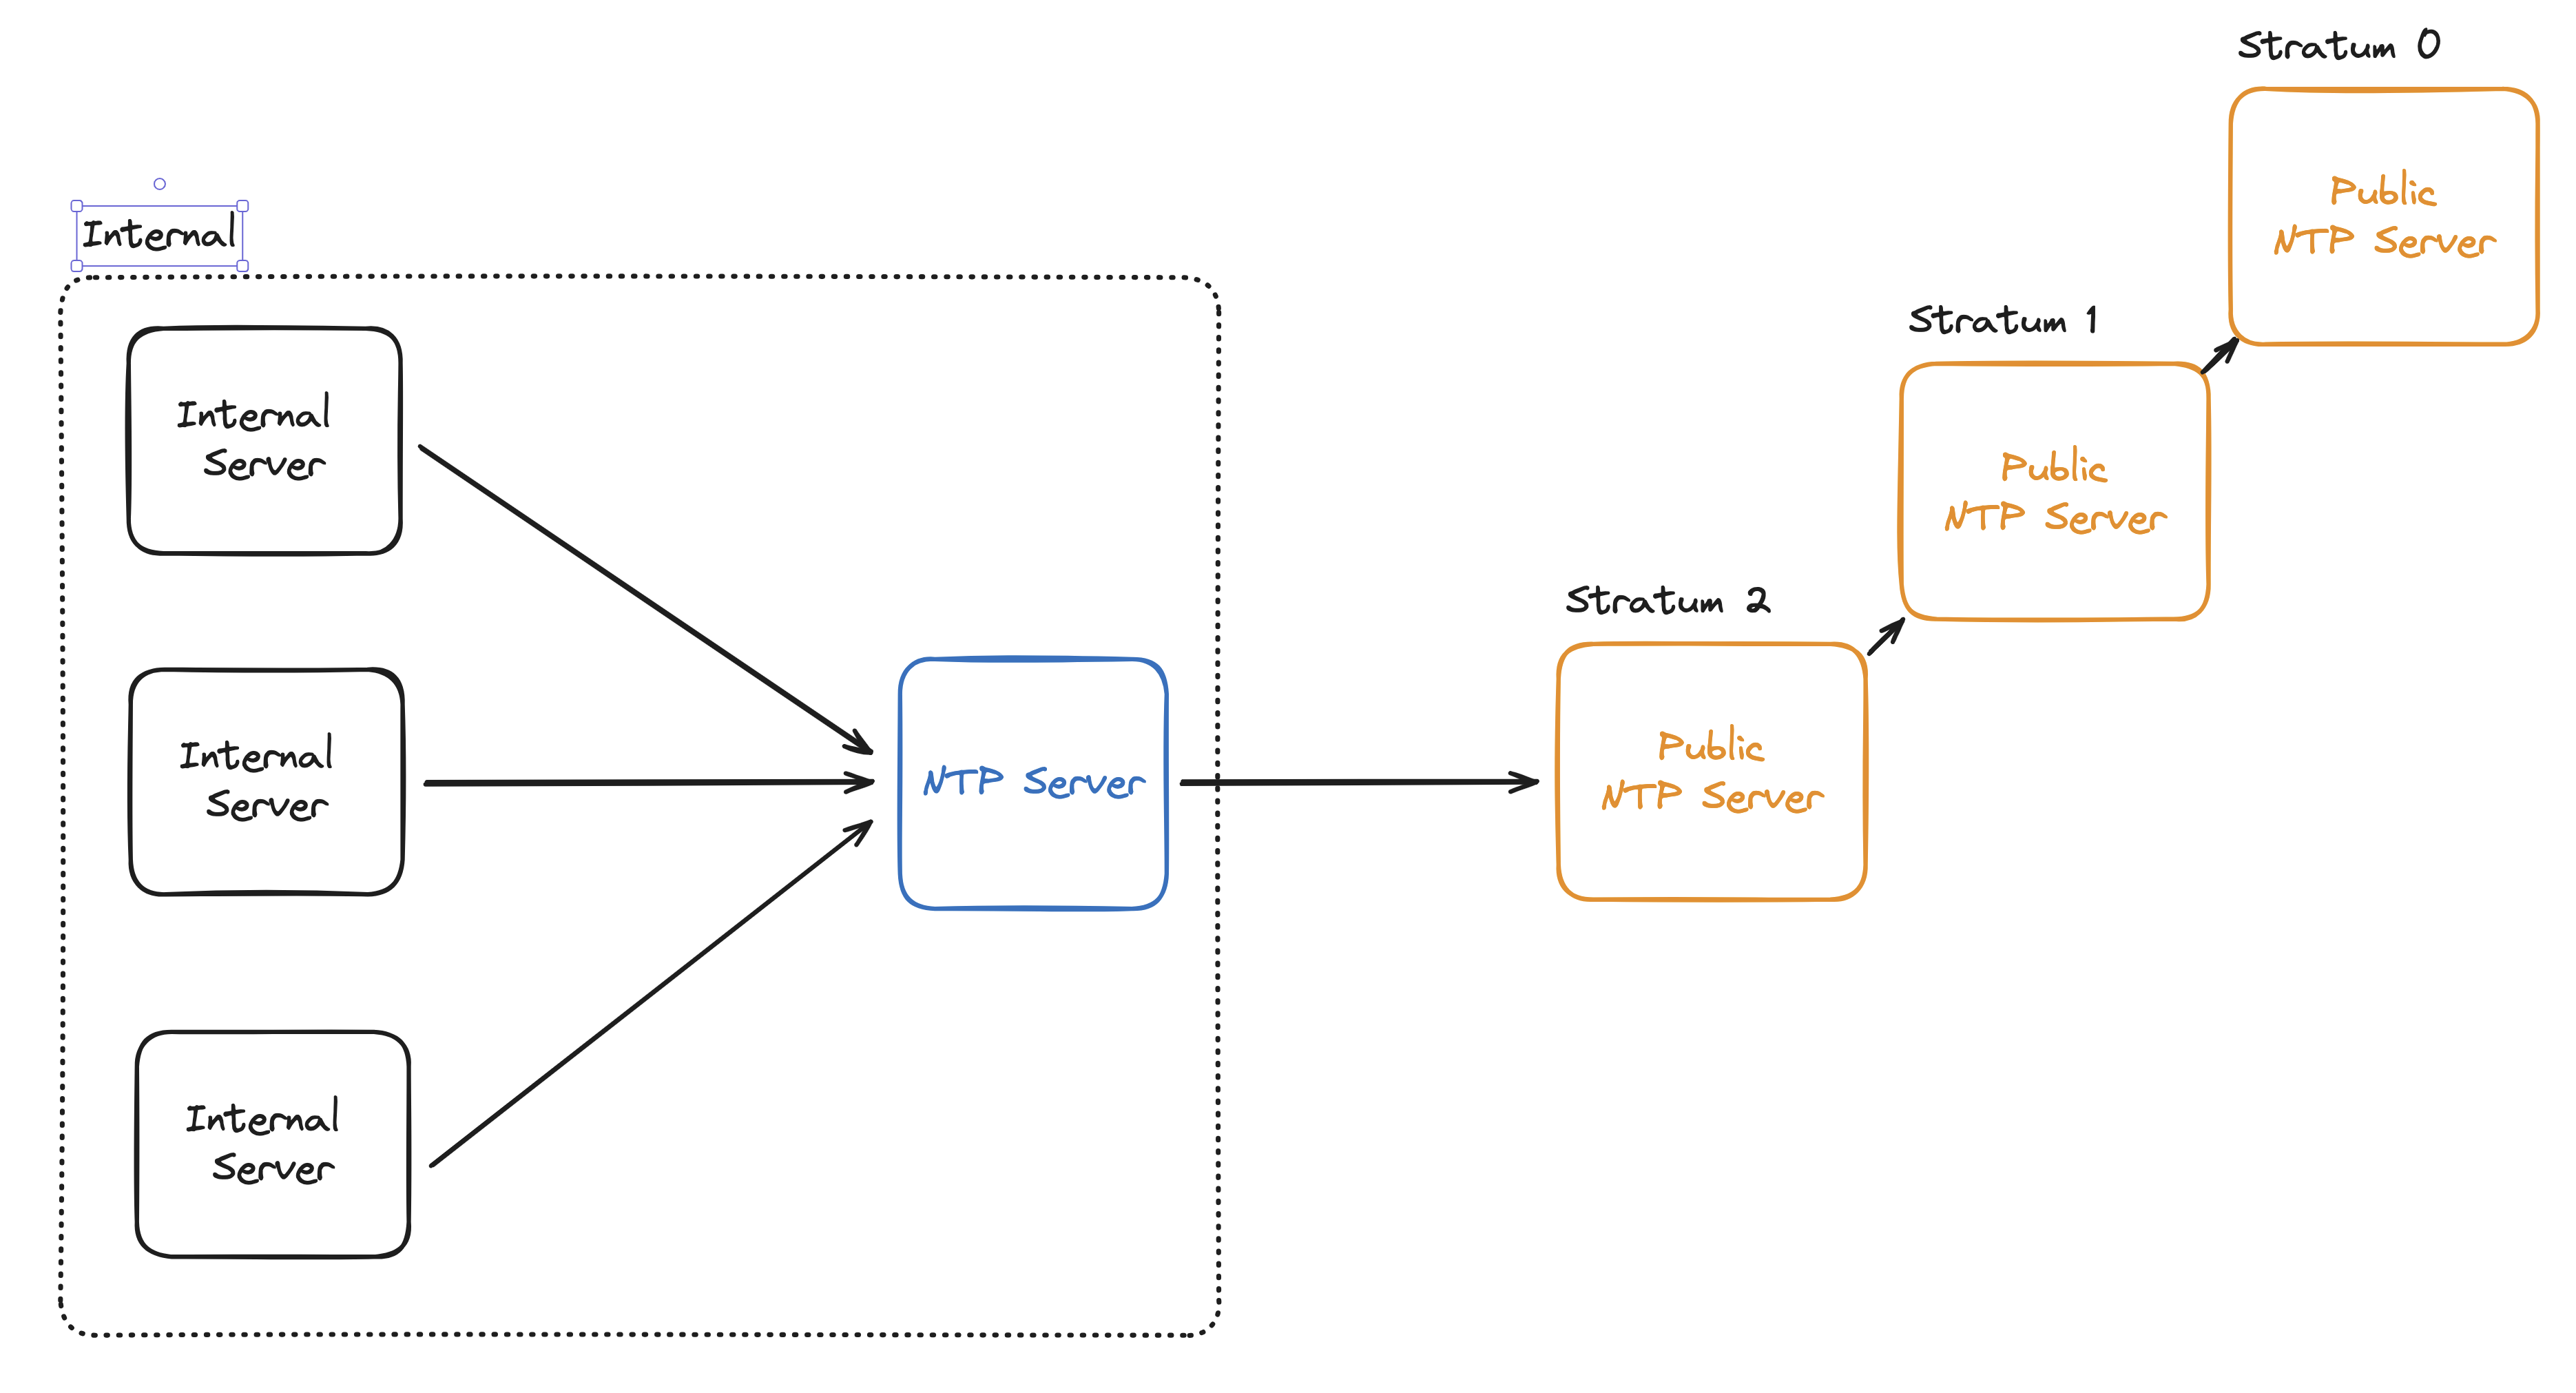 Stratum 0
Public
NTP Server
Stratum 1
Public
NTP Server
Internal
Internal
Server
Stratum 2
Public
NTP Server
Internal
Server
NTP Server
Internal
Server